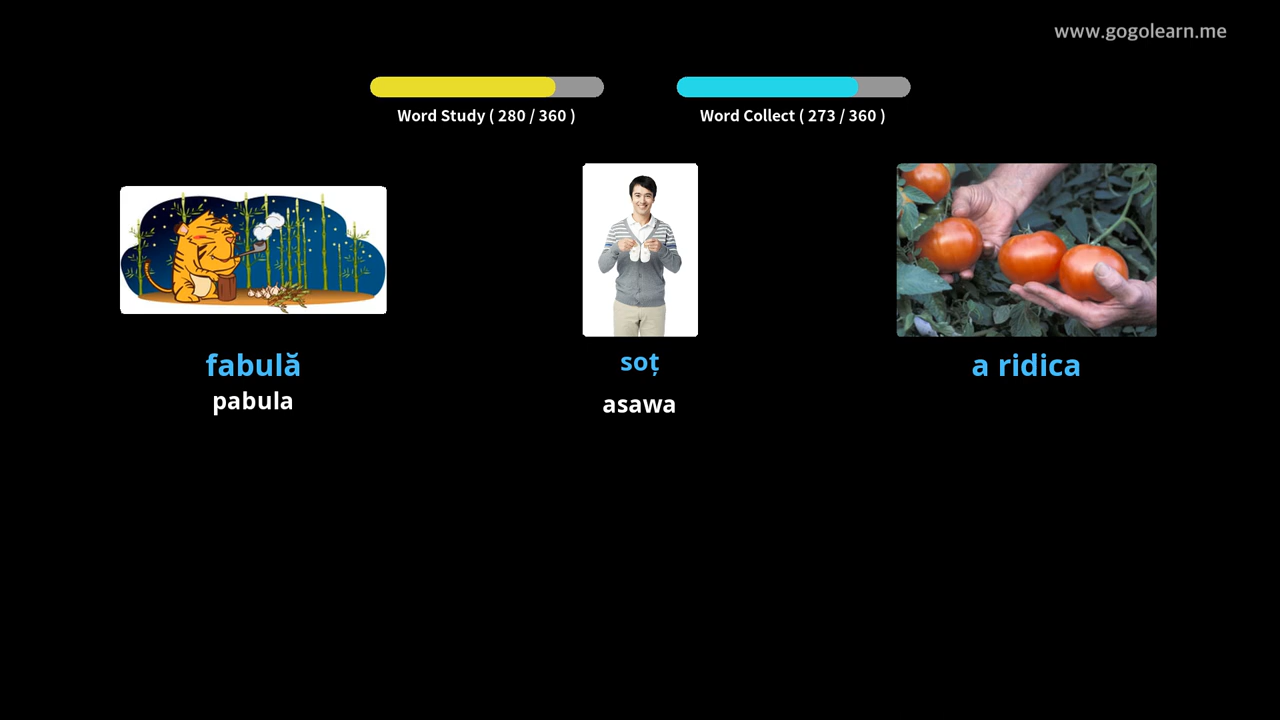 www.gogolearn.me
Word Study ( 280 / 360 )
Word Collect ( 273 / 360 )
fabulă
pabula
soț
asawa
a ridica